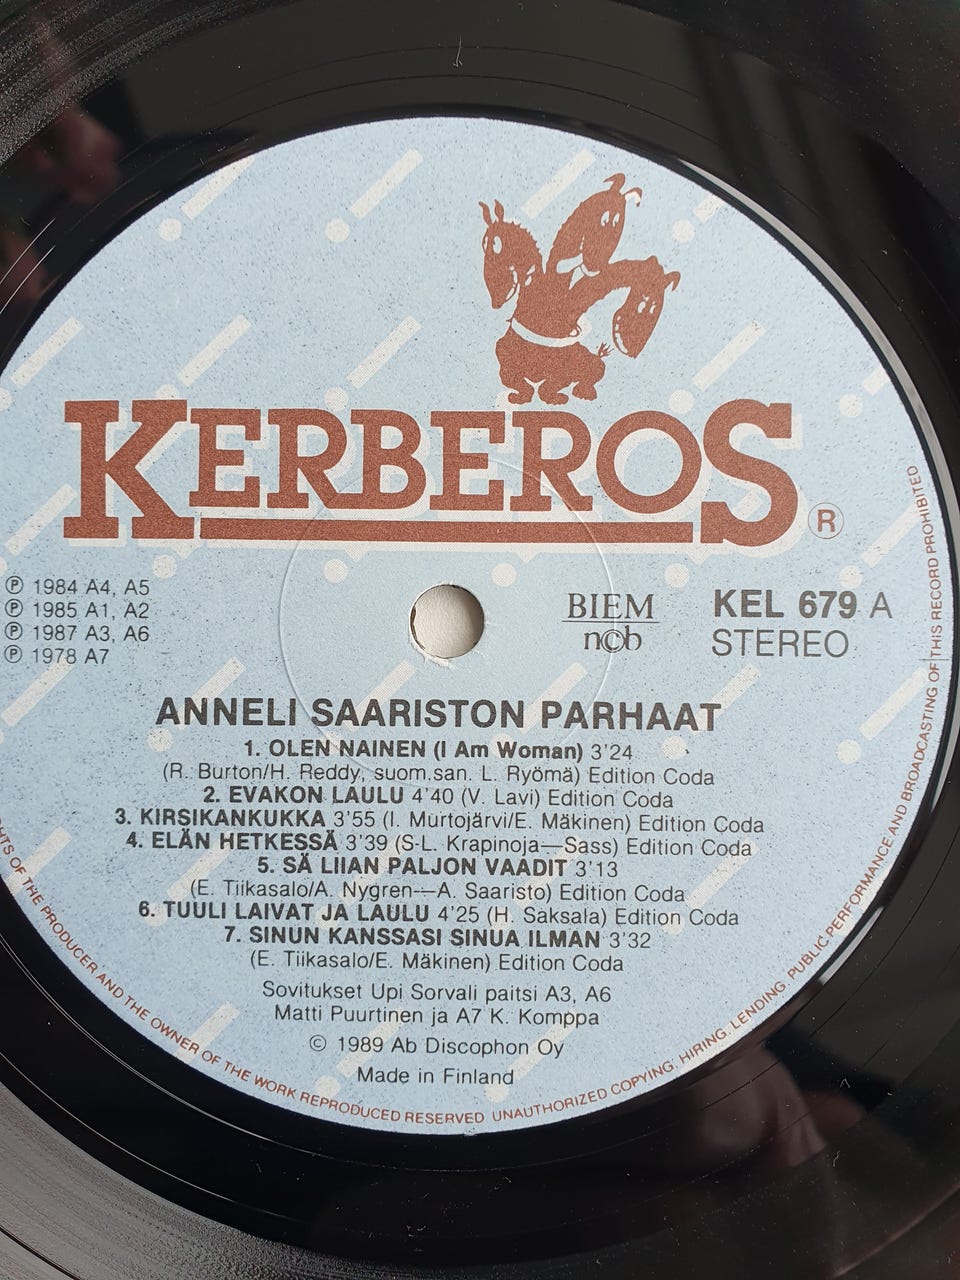 KERBEROS ®
℗ 1984 A4, A5
℗ 1985 A1, A2
℗ 1987 A3, A6
℗ 1978 A7
BIEM
n©b
KEL 679 A
STEREO
ANNELI SAARISTON PARHAAT
1. OLEN NAINEN (I Am Woman) 3'24
(R. Burton/H. Reddy, suom.san. L. Ryömä) Edition Coda
2. EVAKON LAULU 4'40 (V. Lavi) Edition Coda
3. KIRSIKANKUKKA 3'55 (I. Murtojärvi/E. Mäkinen) Edition Coda
4. ELÄN HETKESSÄ 3'39 (S-L. Krapinoja—Sass) Edition Coda
5. SÄ LIIAN PALJON VAADIT 3'13
(E. Tiikasalo/A. Nygren—A. Saaristo) Edition Coda
6. TUULI LAIVAT JA LAULU 4'25 (H. Saksala) Edition Coda
7. SINUN KANSSASI SINUA ILMAN 3'32
(E. Tiikasalo/E. Mäkinen) Edition Coda
Sovitukset Upi Sorvali paitsi A3, A6
Matti Puurtinen ja A7 K. Komppa
© 1989 Ab Discophon Oy
Made in Finland
OF THE PRODUCER AND THE OWNER OF THE WORK REPRODUCED RESERVED UNAUTHORIZED COPYING, HIRING, LENDING, PUBLIC PERFORMANCE AND BROADCASTING OF THIS RECORD PROHIBITED